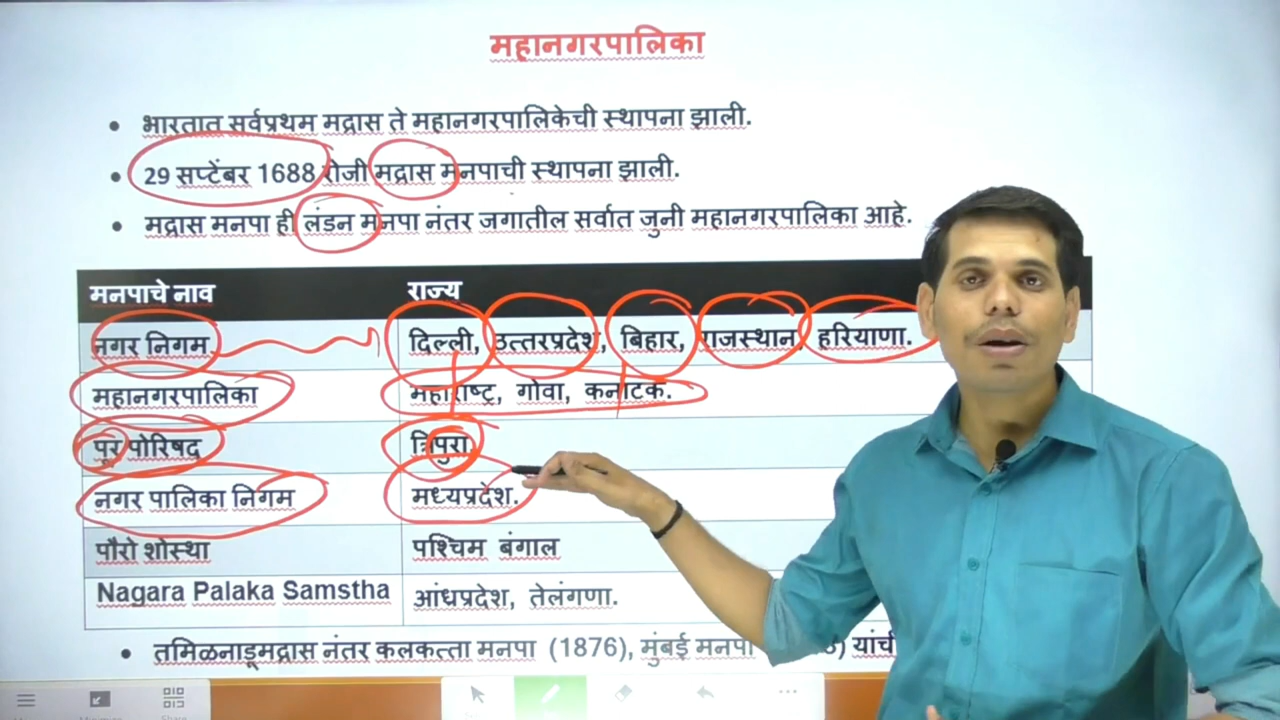 महानगरपालिका
• भारतात सर्वप्रथम मद्रास ते महानगरपालिकेची स्थापना झाली.
• 29 सप्टेंबर 1688 रोजी मद्रास मनपाची स्थापना झाली.
• मद्रास मनपा ही लंडन मनपा नंतर जगातील सर्वात जुनी महानगरपालिका आहे.
मनपाचे नाव राज्य
नगर निगम दिल्ली, उत्तरप्रदेश, बिहार, राजस्थान, हरियाणा.
महानगरपालिका महाराष्ट्र, गोवा, कर्नाटक.
पूर पोरिषद त्रिपुरा
नगर पालिका निगम मध्यप्रदेश.
पौरो शोस्था पश्चिम बंगाल
Nagara Palaka Samstha आंध्रप्रदेश, तेलंगणा.
• तमिळनाडूमद्रास नंतर कलकत्ता मनपा (1876), मुंबई मनपा यांची
Share